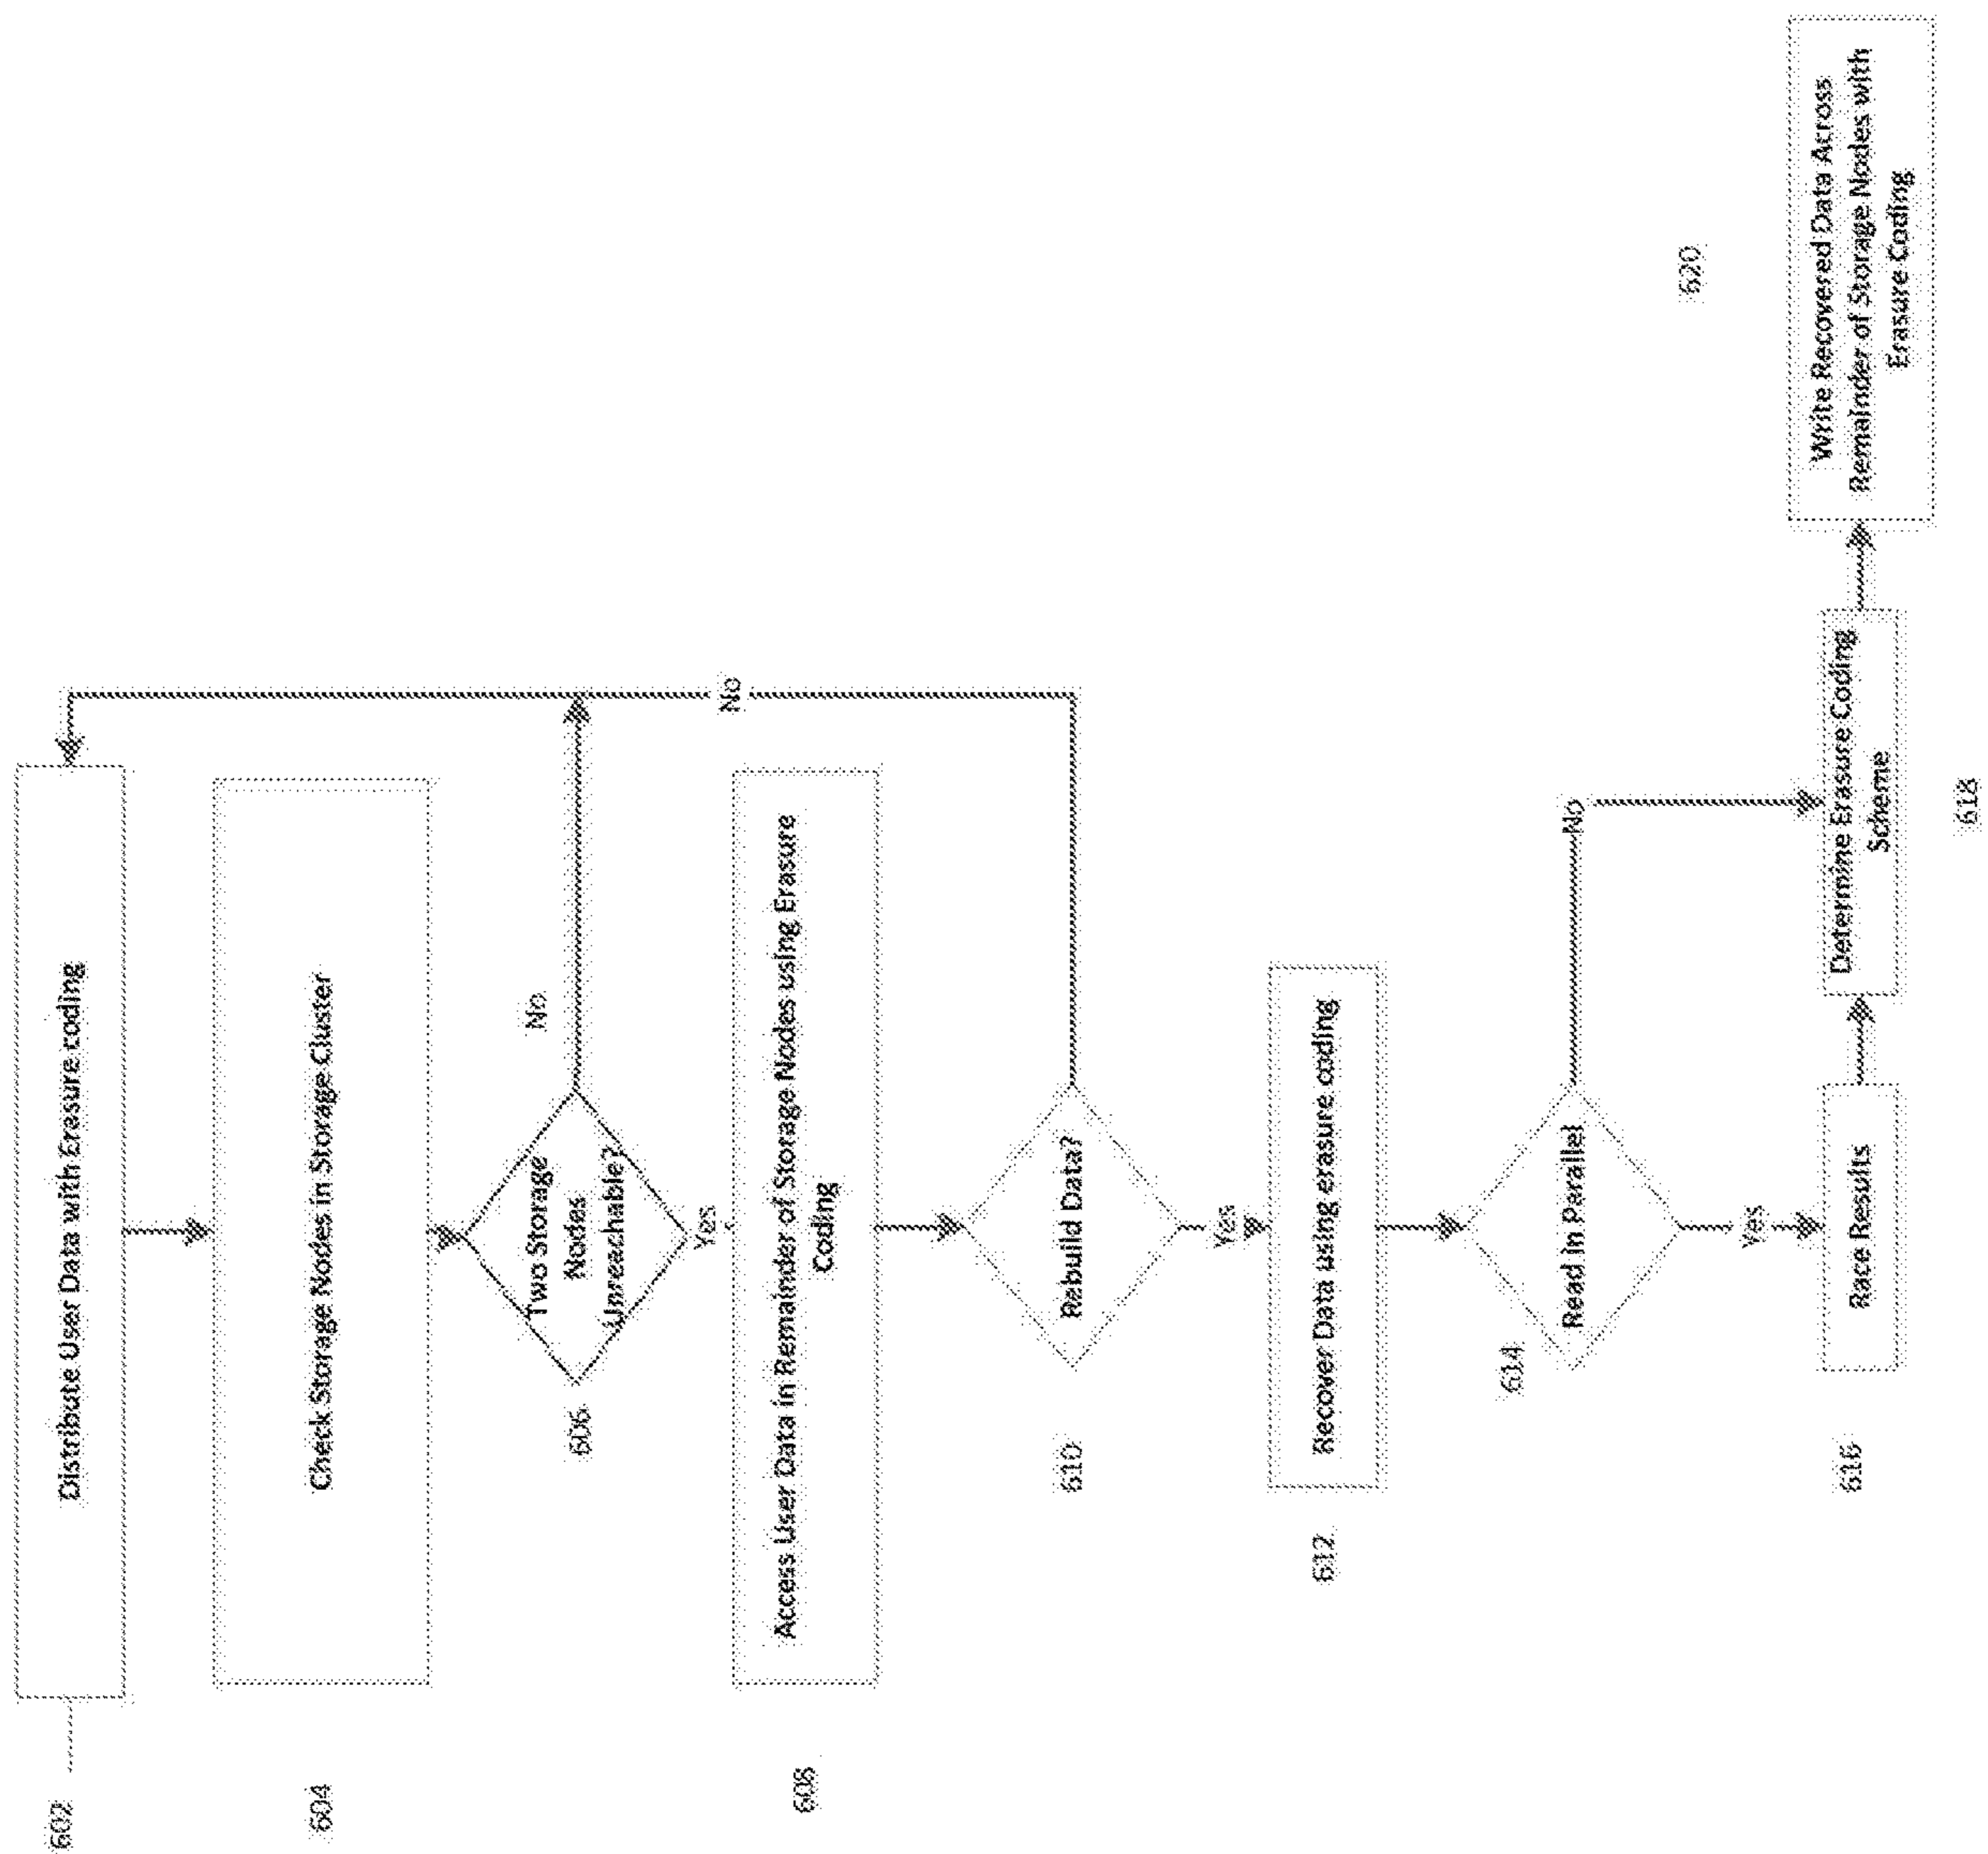 602
Distribute User Data with Erasure coding
604
Check Storage Nodes in Storage Cluster
606
Two Storage
Nodes
Unreachable?
No
Yes
608
Access User Data in Remainder of Storage Nodes using Erasure
Coding
No
610
Rebuild Data?
Yes
612
Recover Data using erasure coding
614
Read in Parallel
No
Yes
616
Race Results
Determine Erasure Coding
Scheme
618
620
Write Recovered Data Across
Remainder of Storage Nodes with
Erasure Coding